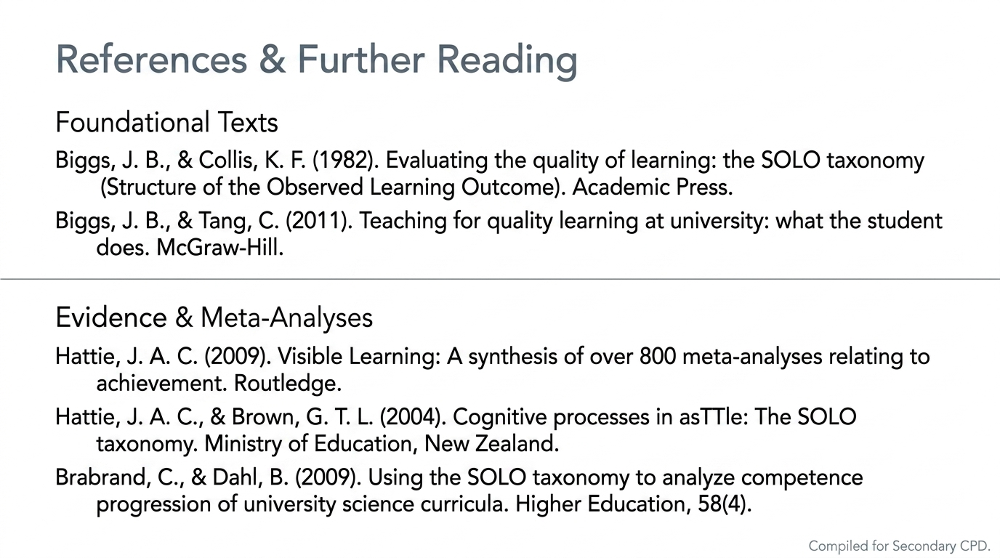 References & Further Reading
Foundational Texts
Biggs, J. B., & Collis, K. F. (1982). Evaluating the quality of learning: the SOLO taxonomy
(Structure of the Observed Learning Outcome). Academic Press.
Biggs, J. B., & Tang, C. (2011). Teaching for quality learning at university: what the student
does. McGraw-Hill.
Evidence & Meta-Analyses
Hattie, J. A. C. (2009). Visible Learning: A synthesis of over 800 meta-analyses relating to
achievement. Routledge.
Hattie, J. A. C., & Brown, G. T. L. (2004). Cognitive processes in asTTle: The SOLO
taxonomy. Ministry of Education, New Zealand.
Brabrand, C., & Dahl, B. (2009). Using the SOLO taxonomy to analyze competence
progression of university science curricula. Higher Education, 58(4).
Compiled for Secondary CPD.